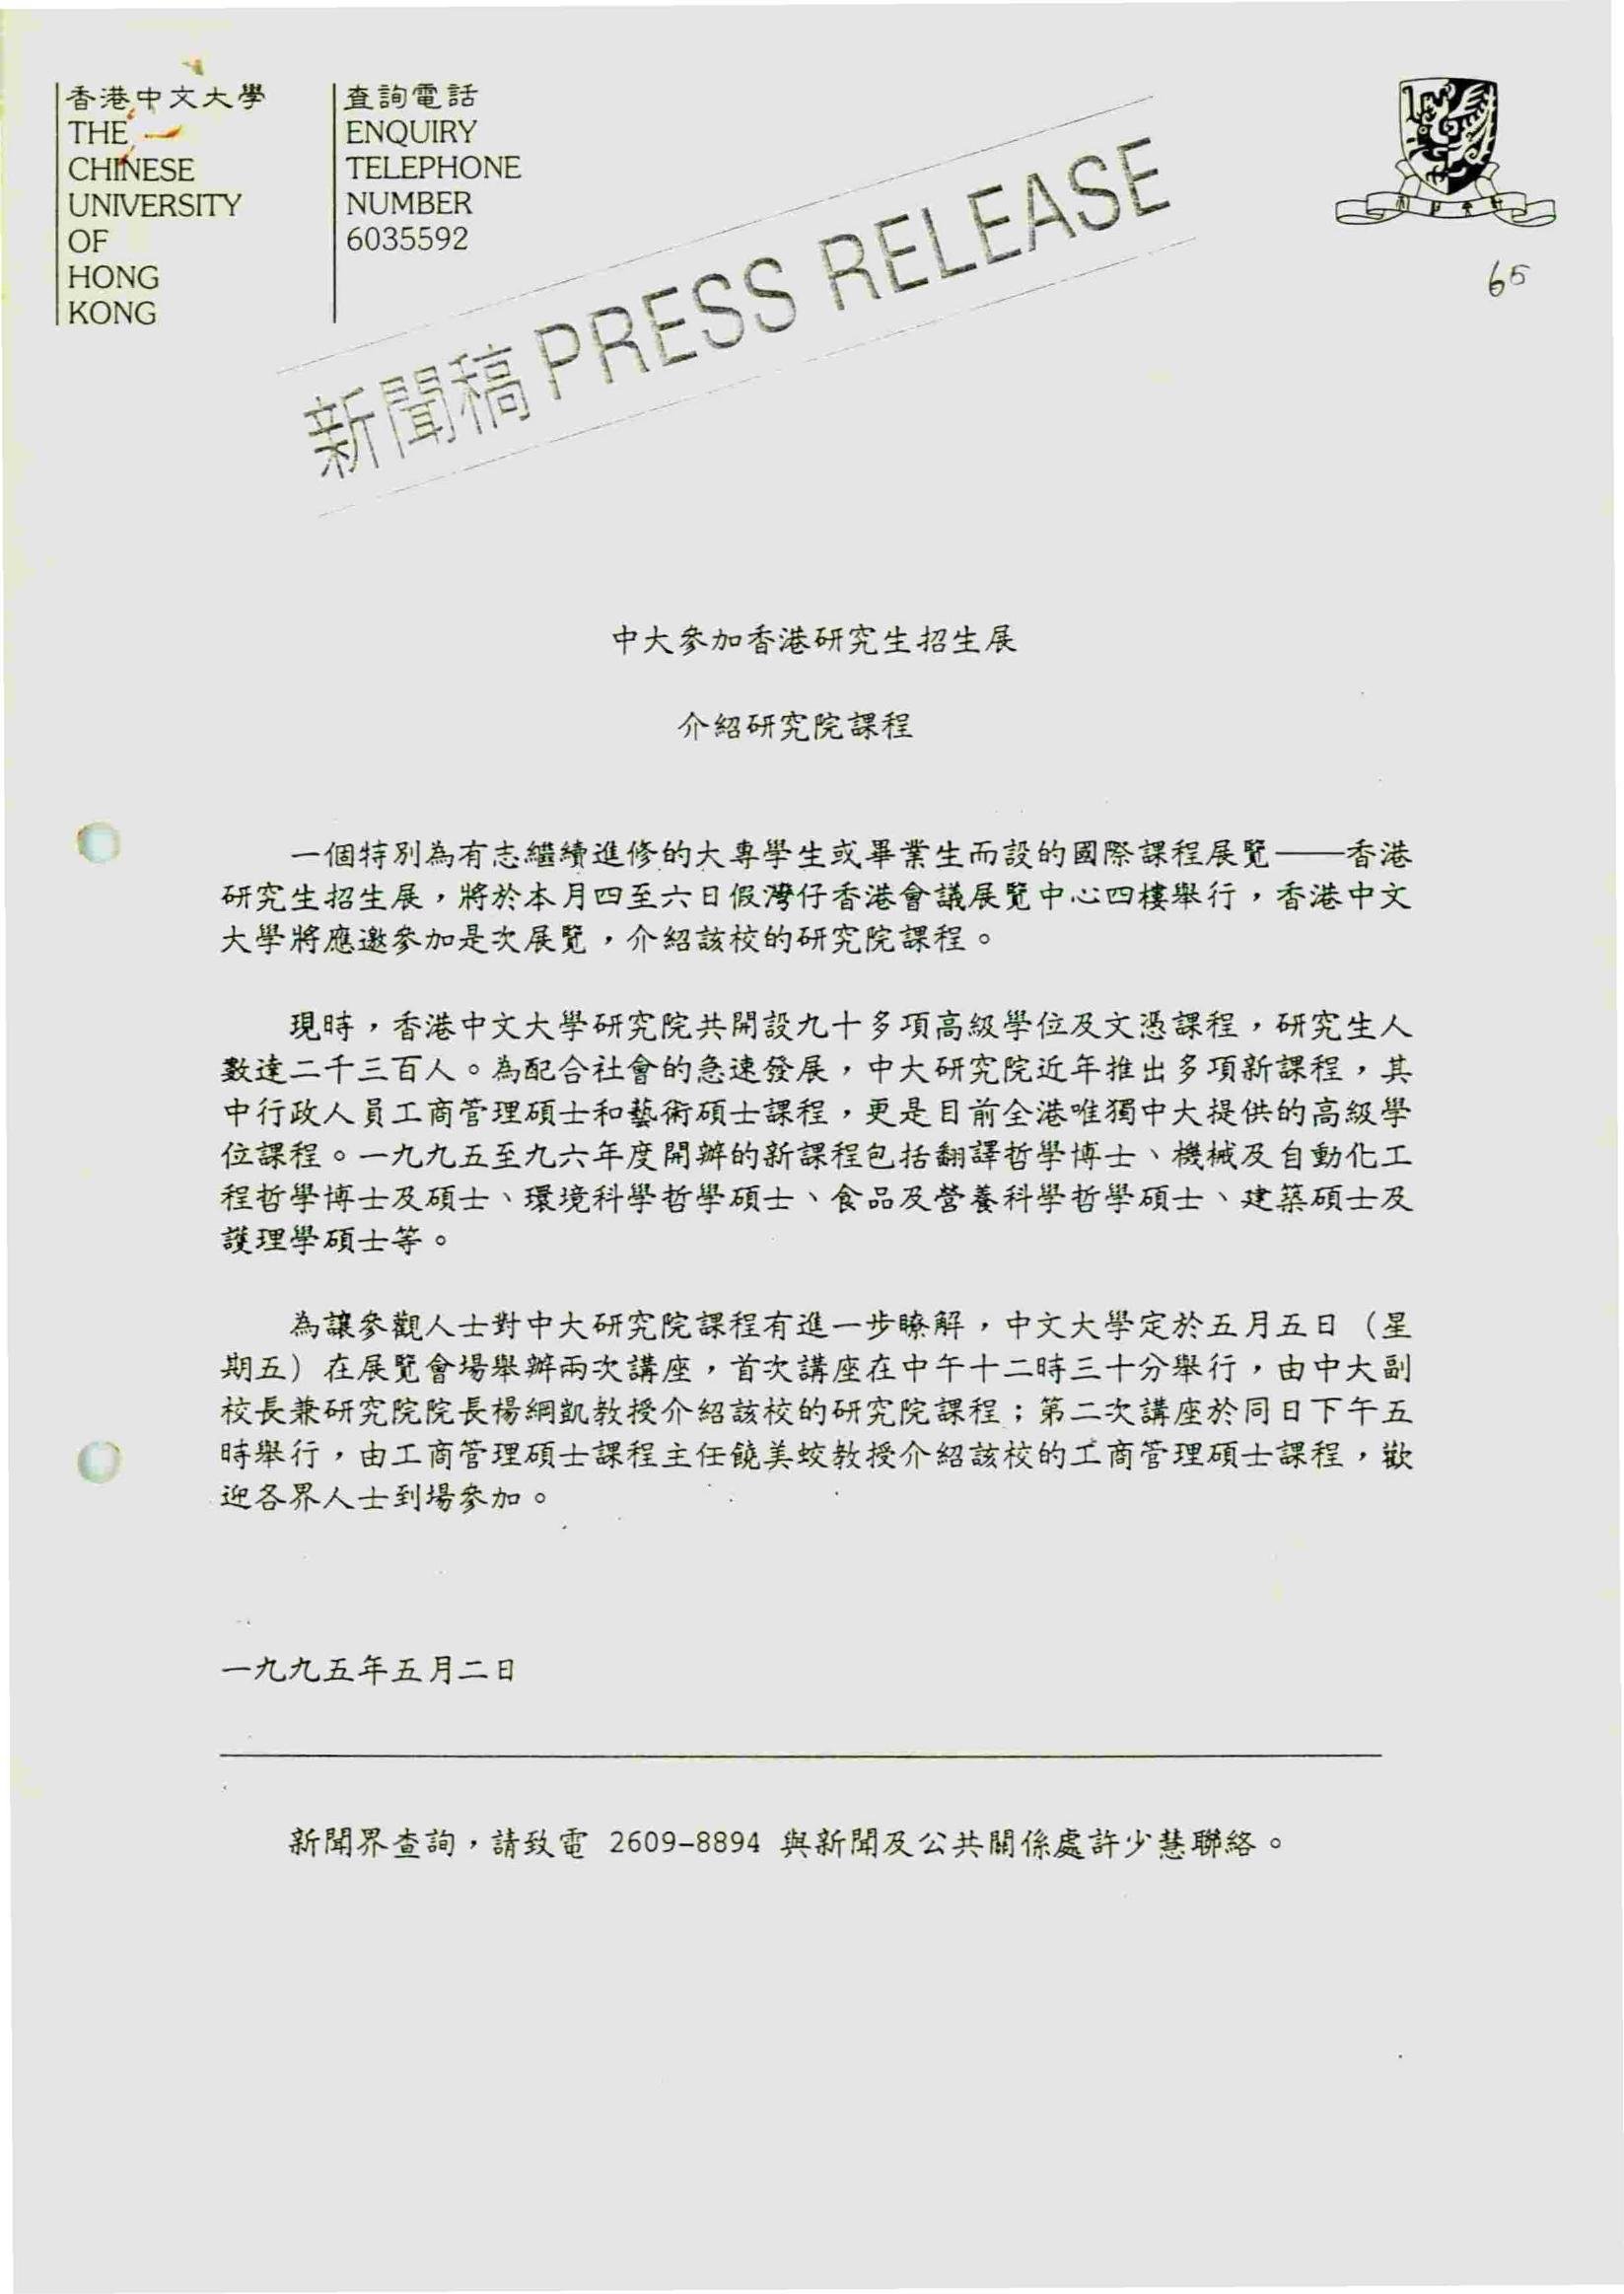 香港中文大學
THE
CHINESE
UNIVERSITY
OF
HONG
KONG
查詢電話
ENQUIRY
TELEPHONE
NUMBER
6035592
新聞稿 PRESS RELEASE
65
中大參加香港研究生招生展
介紹研究院課程
一個特別為有志繼續進修的大專學生或畢業生而設的國際課程展覽——香港
研究生招生展，將於本月四至六日假灣仔香港會議展覽中心四樓舉行，香港中文
大學將應邀參加是次展覽，介紹該校的研究院課程。
現時，香港中文大學研究院共開設九十多項高級學位及文憑課程，研究生人
數達二千三百人。為配合社會的急速發展，中大研究院近年推出多項新課程，其
中行政人員工商管理碩士和藝術碩士課程，更是目前全港唯獨中大提供的高級學
位課程。一九九五至九六年度開辦的新課程包括翻譯哲學博士、機械及自動化工
程哲學博士及碩士、環境科學哲學碩士、食品及營養科學哲學碩士、建築碩士及
護理學碩士等。
為讓參觀人士對中大研究院課程有進一步瞭解，中文大學定於五月五日（星
期五）在展覽會場舉辦兩次講座，首次講座在中午十二時三十分舉行，由中大副
校長兼研究院院長楊綱凱教授介紹該校的研究院課程；第二次講座於同日下午五
時舉行，由工商管理碩士課程主任饒美蛟教授介紹該校的工商管理碩士課程，歡
迎各界人士到場參加。
一九九五年五月二日
新聞界查詢，請致電 2609-8894 與新聞及公共關係處許少慧聯絡。